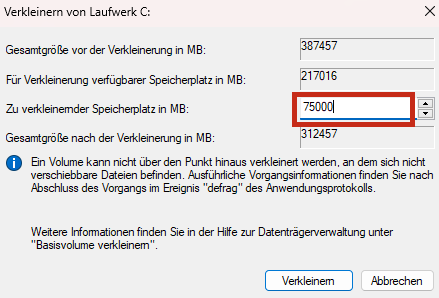 Verkleinern von Laufwerk C:
Gesamtgröße vor der Verkleinerung in MB: 387457
Für Verkleinerung verfügbarer Speicherplatz in MB: 217016
Zu verkleinernder Speicherplatz in MB: 75000
Gesamtgröße nach der Verkleinerung in MB: 312457
Ein Volume kann nicht über den Punkt hinaus verkleinert werden, an dem sich nicht
verschiebbare Dateien befinden. Ausführliche Vorgangsinformationen finden Sie nach
Abschluss des Vorgangs im Ereignis "defrag" des Anwendungsprotokolls.
Weitere Informationen finden Sie in der Hilfe zur Datenträgerverwaltung unter
"Basisvolume verkleinern".
Verkleinern Abbrechen